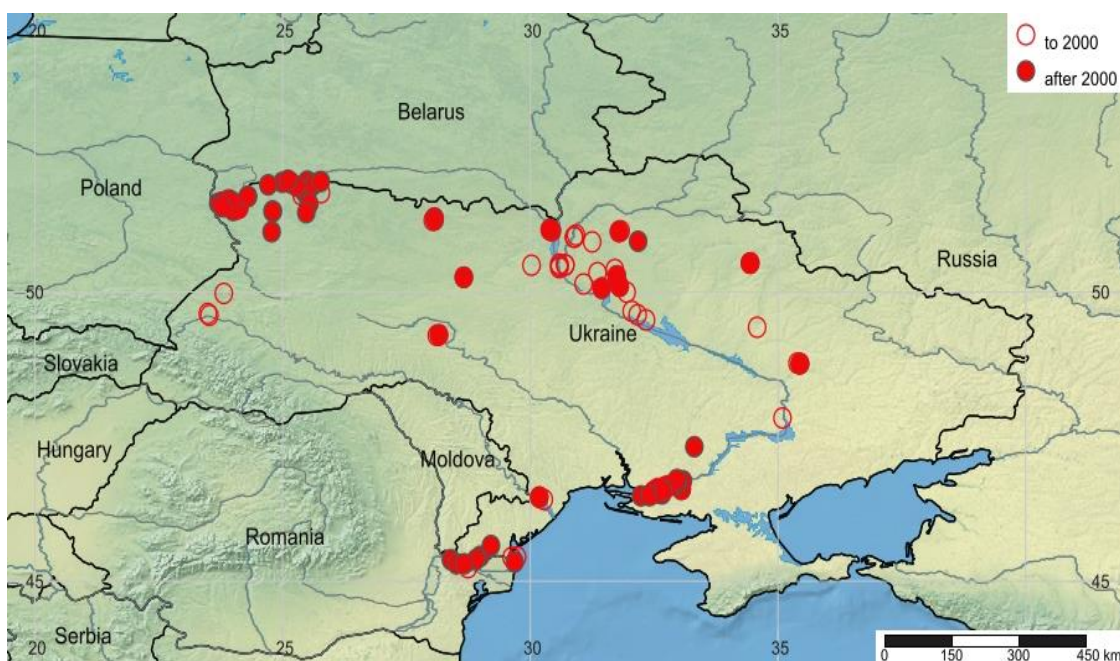 20
25
30
35
to 2000
after 2000
Belarus
Poland
Russia
50
50
Ukraine
Slovakia
Hungary
Moldova
Romania
45
45
Serbia
20
25
30
35
0 150 300 450 km